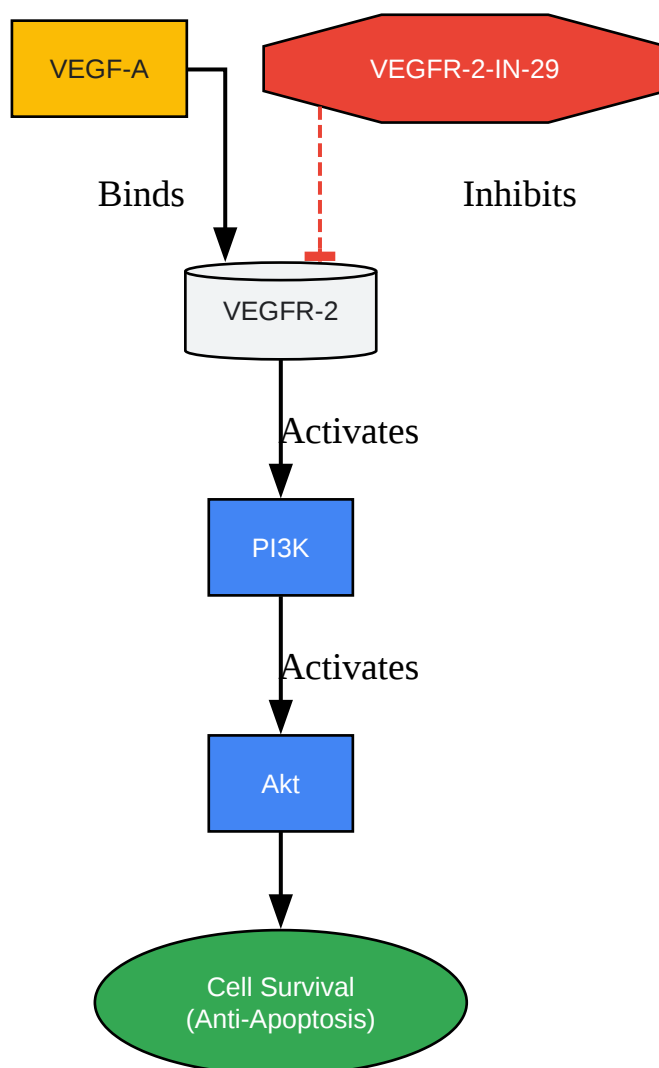 VEGF-A
VEGFR-2-IN-29
Binds
Inhibits
VEGFR-2
Activates
PI3K
Activates
Akt
Cell Survival
(Anti-Apoptosis)